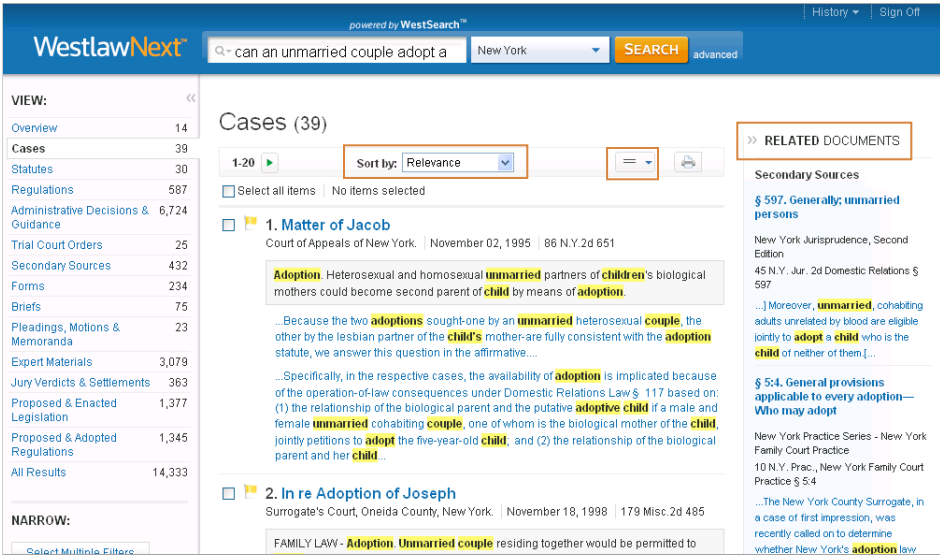 History
Sign Off
powered by WestSearch™
WestlawNext™
can an unmarried couple adopt a
New York
SEARCH
advanced
VIEW:
Overview 14
Cases 39
Statutes 30
Regulations 587
Administrative Decisions & 6,724
Guidance
Trial Court Orders 25
Secondary Sources 432
Forms 234
Briefs 75
Pleadings, Motions & 23
Memoranda
Expert Materials 3,079
Jury Verdicts & Settlements 363
Proposed & Enacted 1,377
Legislation
Proposed & Adopted 1,345
Regulations
All Results 14,333
NARROW:
Select Multiple Filters
Cases (39)
1-20
Sort by: Relevance
Select all items No items selected
1. Matter of Jacob
Court of Appeals of New York. November 02, 1995 86 N.Y.2d 651
Adoption. Heterosexual and homosexual unmarried partners of children's biological
mothers could become second parent of child by means of adoption.
...Because the two adoptions sought-one by an unmarried heterosexual couple, the
other by the lesbian partner of the child's mother-are fully consistent with the adoption
statute, we answer this question in the affirmative....
...Specifically, in the respective cases, the availability of adoption is implicated because
of the operation-of-law consequences under Domestic Relations Law § 117 based on:
(1) the relationship of the biological parent and the putative adoptive child if a male and
female unmarried cohabiting couple, one of whom is the biological mother of the child,
jointly petitions to adopt the five-year-old child; and (2) the relationship of the biological
parent and her child...
2. In re Adoption of Joseph
Surrogate's Court, Oneida County, New York. November 18, 1998 179 Misc.2d 485
FAMILY LAW - Adoption. Unmarried couple residing together would be permitted to
RELATED DOCUMENTS
Secondary Sources
§ 597. Generally; unmarried
persons
New York Jurisprudence, Second
Edition
45 N.Y. Jur. 2d Domestic Relations §
597
...] Moreover, unmarried, cohabiting
adults unrelated by blood are eligible
jointly to adopt a child who is the
child of neither of them.[...
§ 5:4. General provisions
applicable to every adoption—
Who may adopt
New York Practice Series - New York
Family Court Practice
10 N.Y. Prac., New York Family Court
Practice § 5:4
...The New York County Surrogate, in
a case of first impression, was
recently called on to determine
whether New York's adoption law